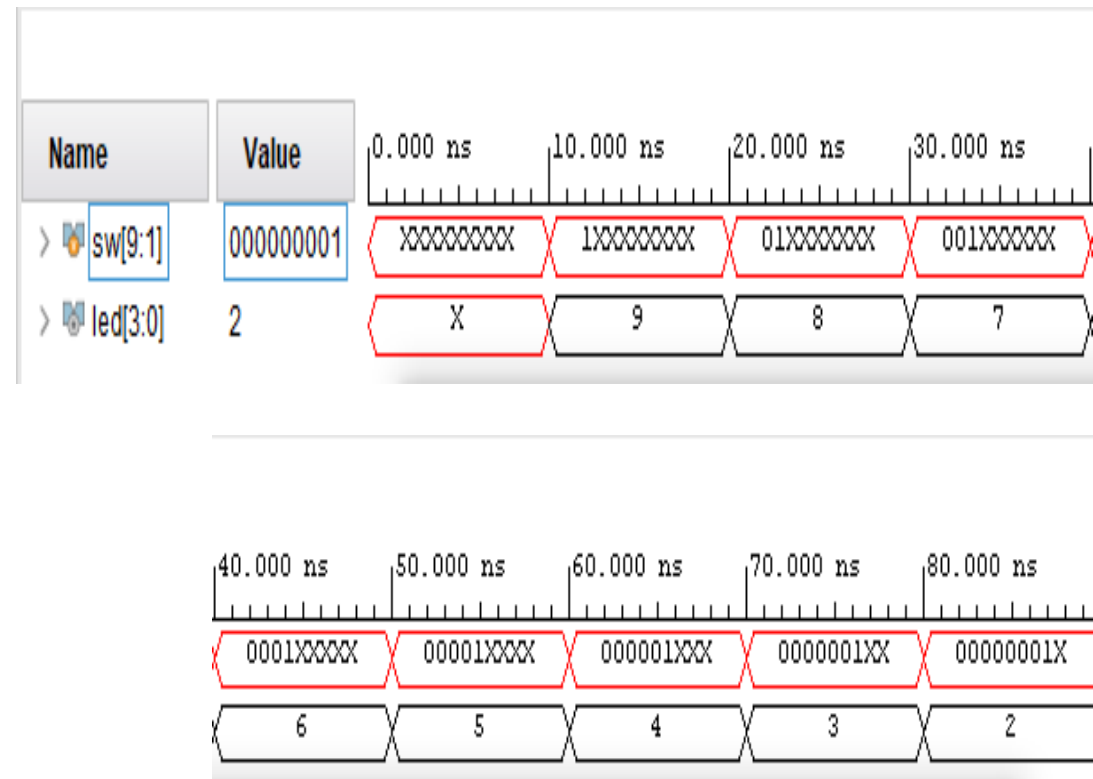 Name Value 0.000 ns 10.000 ns 20.000 ns 30.000 ns
sw[9:1] 000000001 XXXXXXXXX 1XXXXXXXX 01XXXXXXX 001XXXXXX
led[3:0] 2 X 9 8 7
40.000 ns 50.000 ns 60.000 ns 70.000 ns 80.000 ns
0001XXXXX 00001XXXX 000001XXX 0000001XX 00000001X
6 5 4 3 2